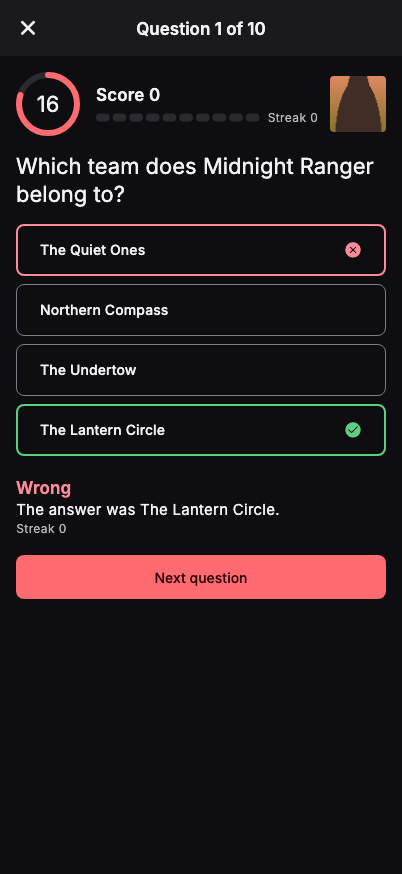 Question 1 of 10
16
Score 0
Streak 0
Which team does Midnight Ranger
belong to?
The Quiet Ones
Northern Compass
The Undertow
The Lantern Circle
Wrong
The answer was The Lantern Circle.
Streak 0
Next question